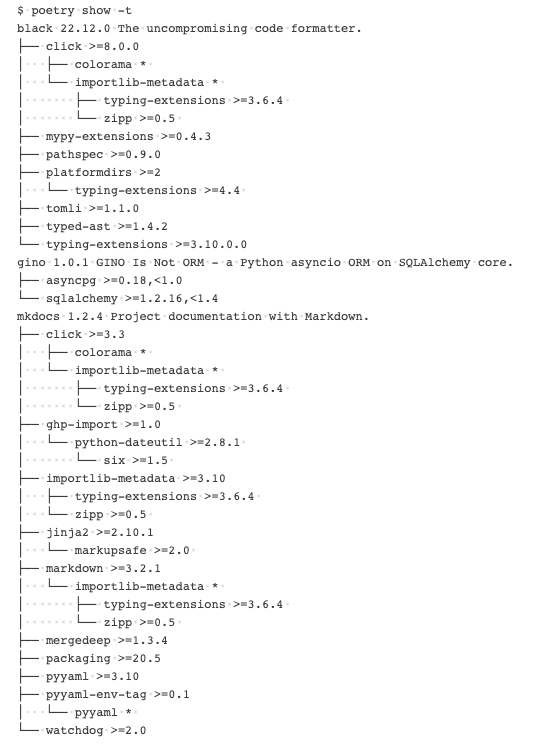 $ poetry show -t
black 22.12.0 The uncompromising code formatter.
├── click >=8.0.0
│   ├── colorama *
│   └── importlib-metadata *
│       ├── typing-extensions >=3.6.4
│       └── zipp >=0.5
├── mypy-extensions >=0.4.3
├── pathspec >=0.9.0
├── platformdirs >=2
│   └── typing-extensions >=4.4
├── tomli >=1.1.0
├── typed-ast >=1.4.2
└── typing-extensions >=3.10.0.0
gino 1.0.1 GINO Is Not ORM - a Python asyncio ORM on SQLAlchemy core.
├── asyncpg >=0.18,<1.0
└── sqlalchemy >=1.2.16,<1.4
mkdocs 1.2.4 Project documentation with Markdown.
├── click >=3.3
│   ├── colorama *
│   └── importlib-metadata *
│       ├── typing-extensions >=3.6.4
│       └── zipp >=0.5
├── ghp-import >=1.0
│   └── python-dateutil >=2.8.1
│       └── six >=1.5
├── importlib-metadata >=3.10
│   ├── typing-extensions >=3.6.4
│   └── zipp >=0.5
├── jinja2 >=2.10.1
│   └── markupsafe >=2.0
├── markdown >=3.2.1
│   └── importlib-metadata *
│       ├── typing-extensions >=3.6.4
│       └── zipp >=0.5
├── mergedeep >=1.3.4
├── packaging >=20.5
├── pyyaml >=3.10
├── pyyaml-env-tag >=0.1
│   └── pyyaml *
└── watchdog >=2.0